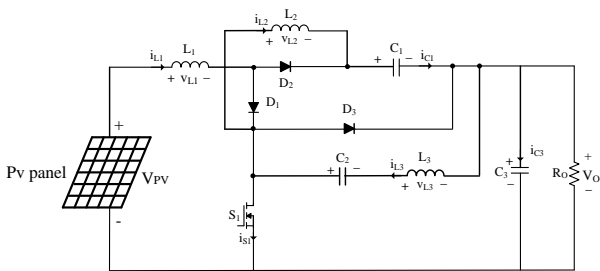 iL2 L2
+ vL2 −
iL1 L1
+ vL1 −
D2
+ C1 − iC1
D1
D3
+
Pv panel VPV
-
C2
+ −
iL3 L3
+ vL3 −
S1
iS1
iC3
+
C3
−
RO
+
VO
−